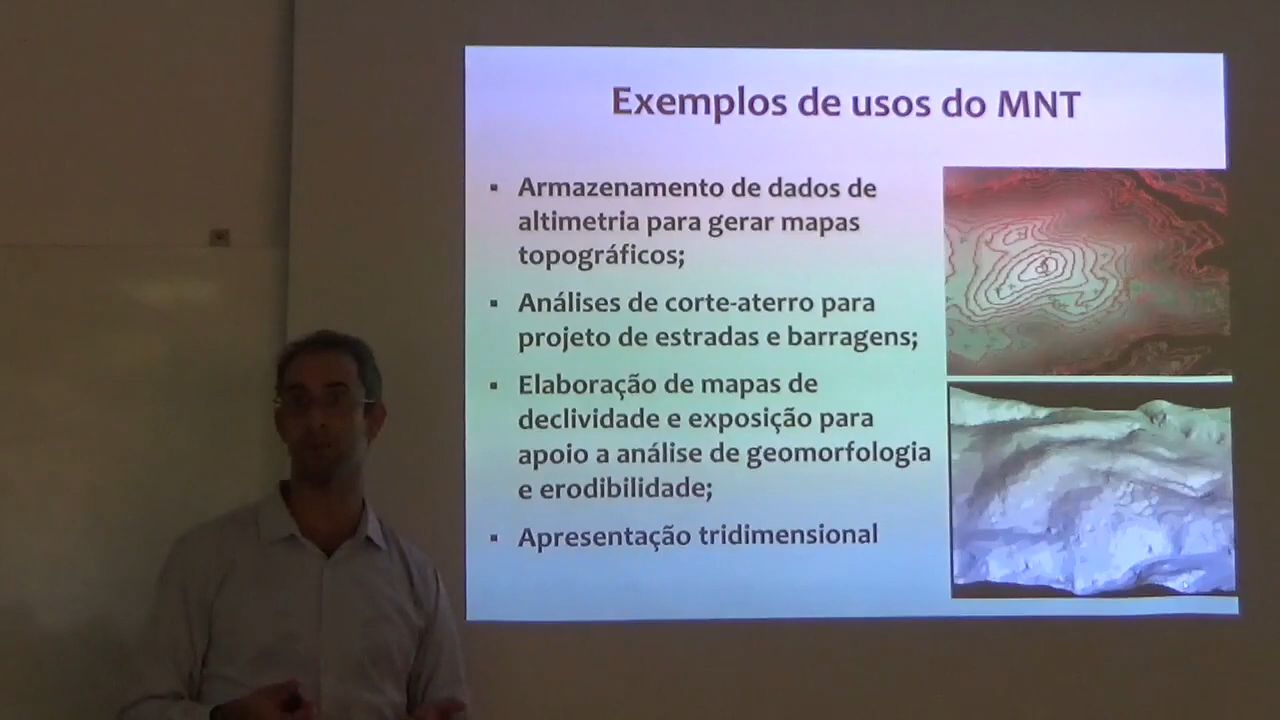 Exemplos de usos do MNT
▪ Armazenamento de dados de
altimetria para gerar mapas
topográficos;
▪ Análises de corte-aterro para
projeto de estradas e barragens;
▪ Elaboração de mapas de
declividade e exposição para
apoio a análise de geomorfologia
e erodibilidade;
▪ Apresentação tridimensional